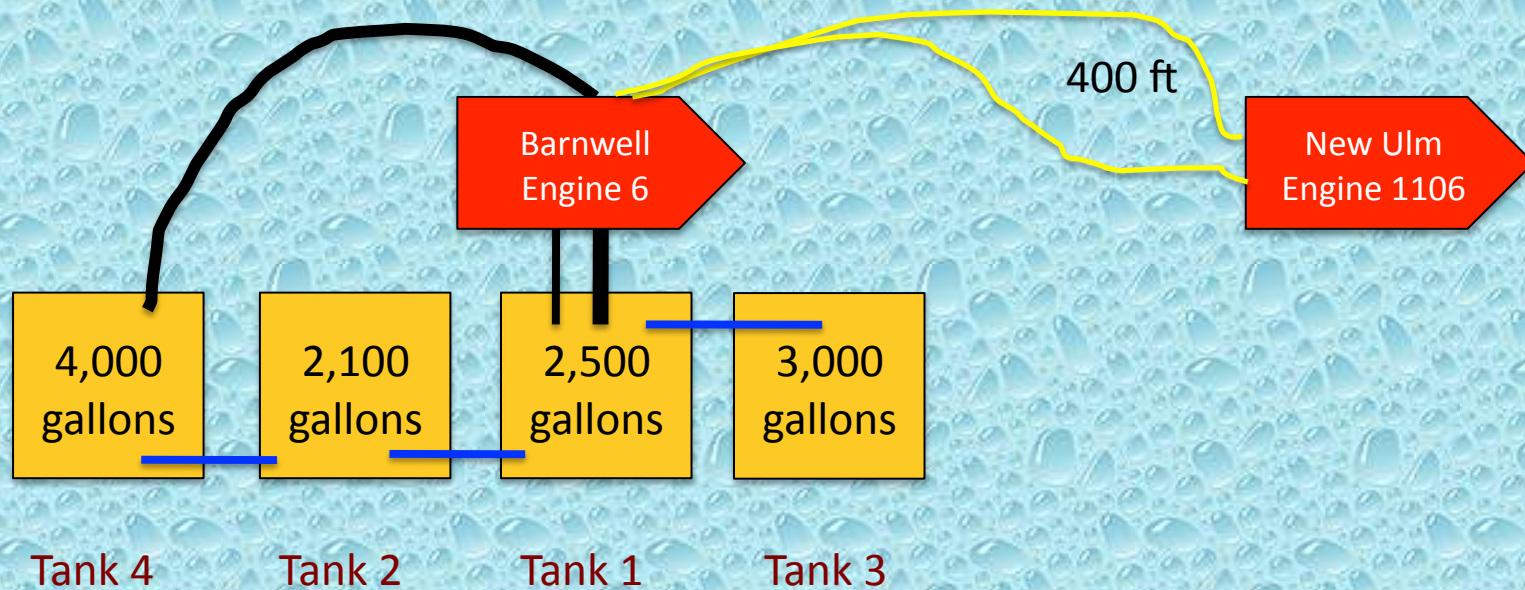 400 ft
Barnwell
Engine 6
New Ulm
Engine 1106
4,000
gallons
2,100
gallons
2,500
gallons
3,000
gallons
Tank 4
Tank 2
Tank 1
Tank 3